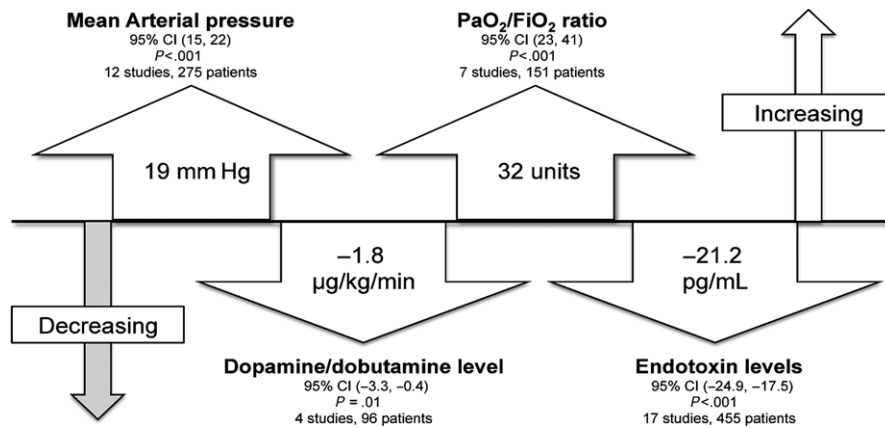 Mean Arterial pressure
95% CI (15, 22)
P<.001
12 studies, 275 patients
PaO₂/FiO₂ ratio
95% CI (23, 41)
P<.001
7 studies, 151 patients
Increasing
19 mm Hg
32 units
–1.8
µg/kg/min
–21.2
pg/mL
Decreasing
Dopamine/dobutamine level
95% CI (–3.3, –0.4)
P = .01
4 studies, 96 patients
Endotoxin levels
95% CI (–24.9, –17.5)
P<.001
17 studies, 455 patients